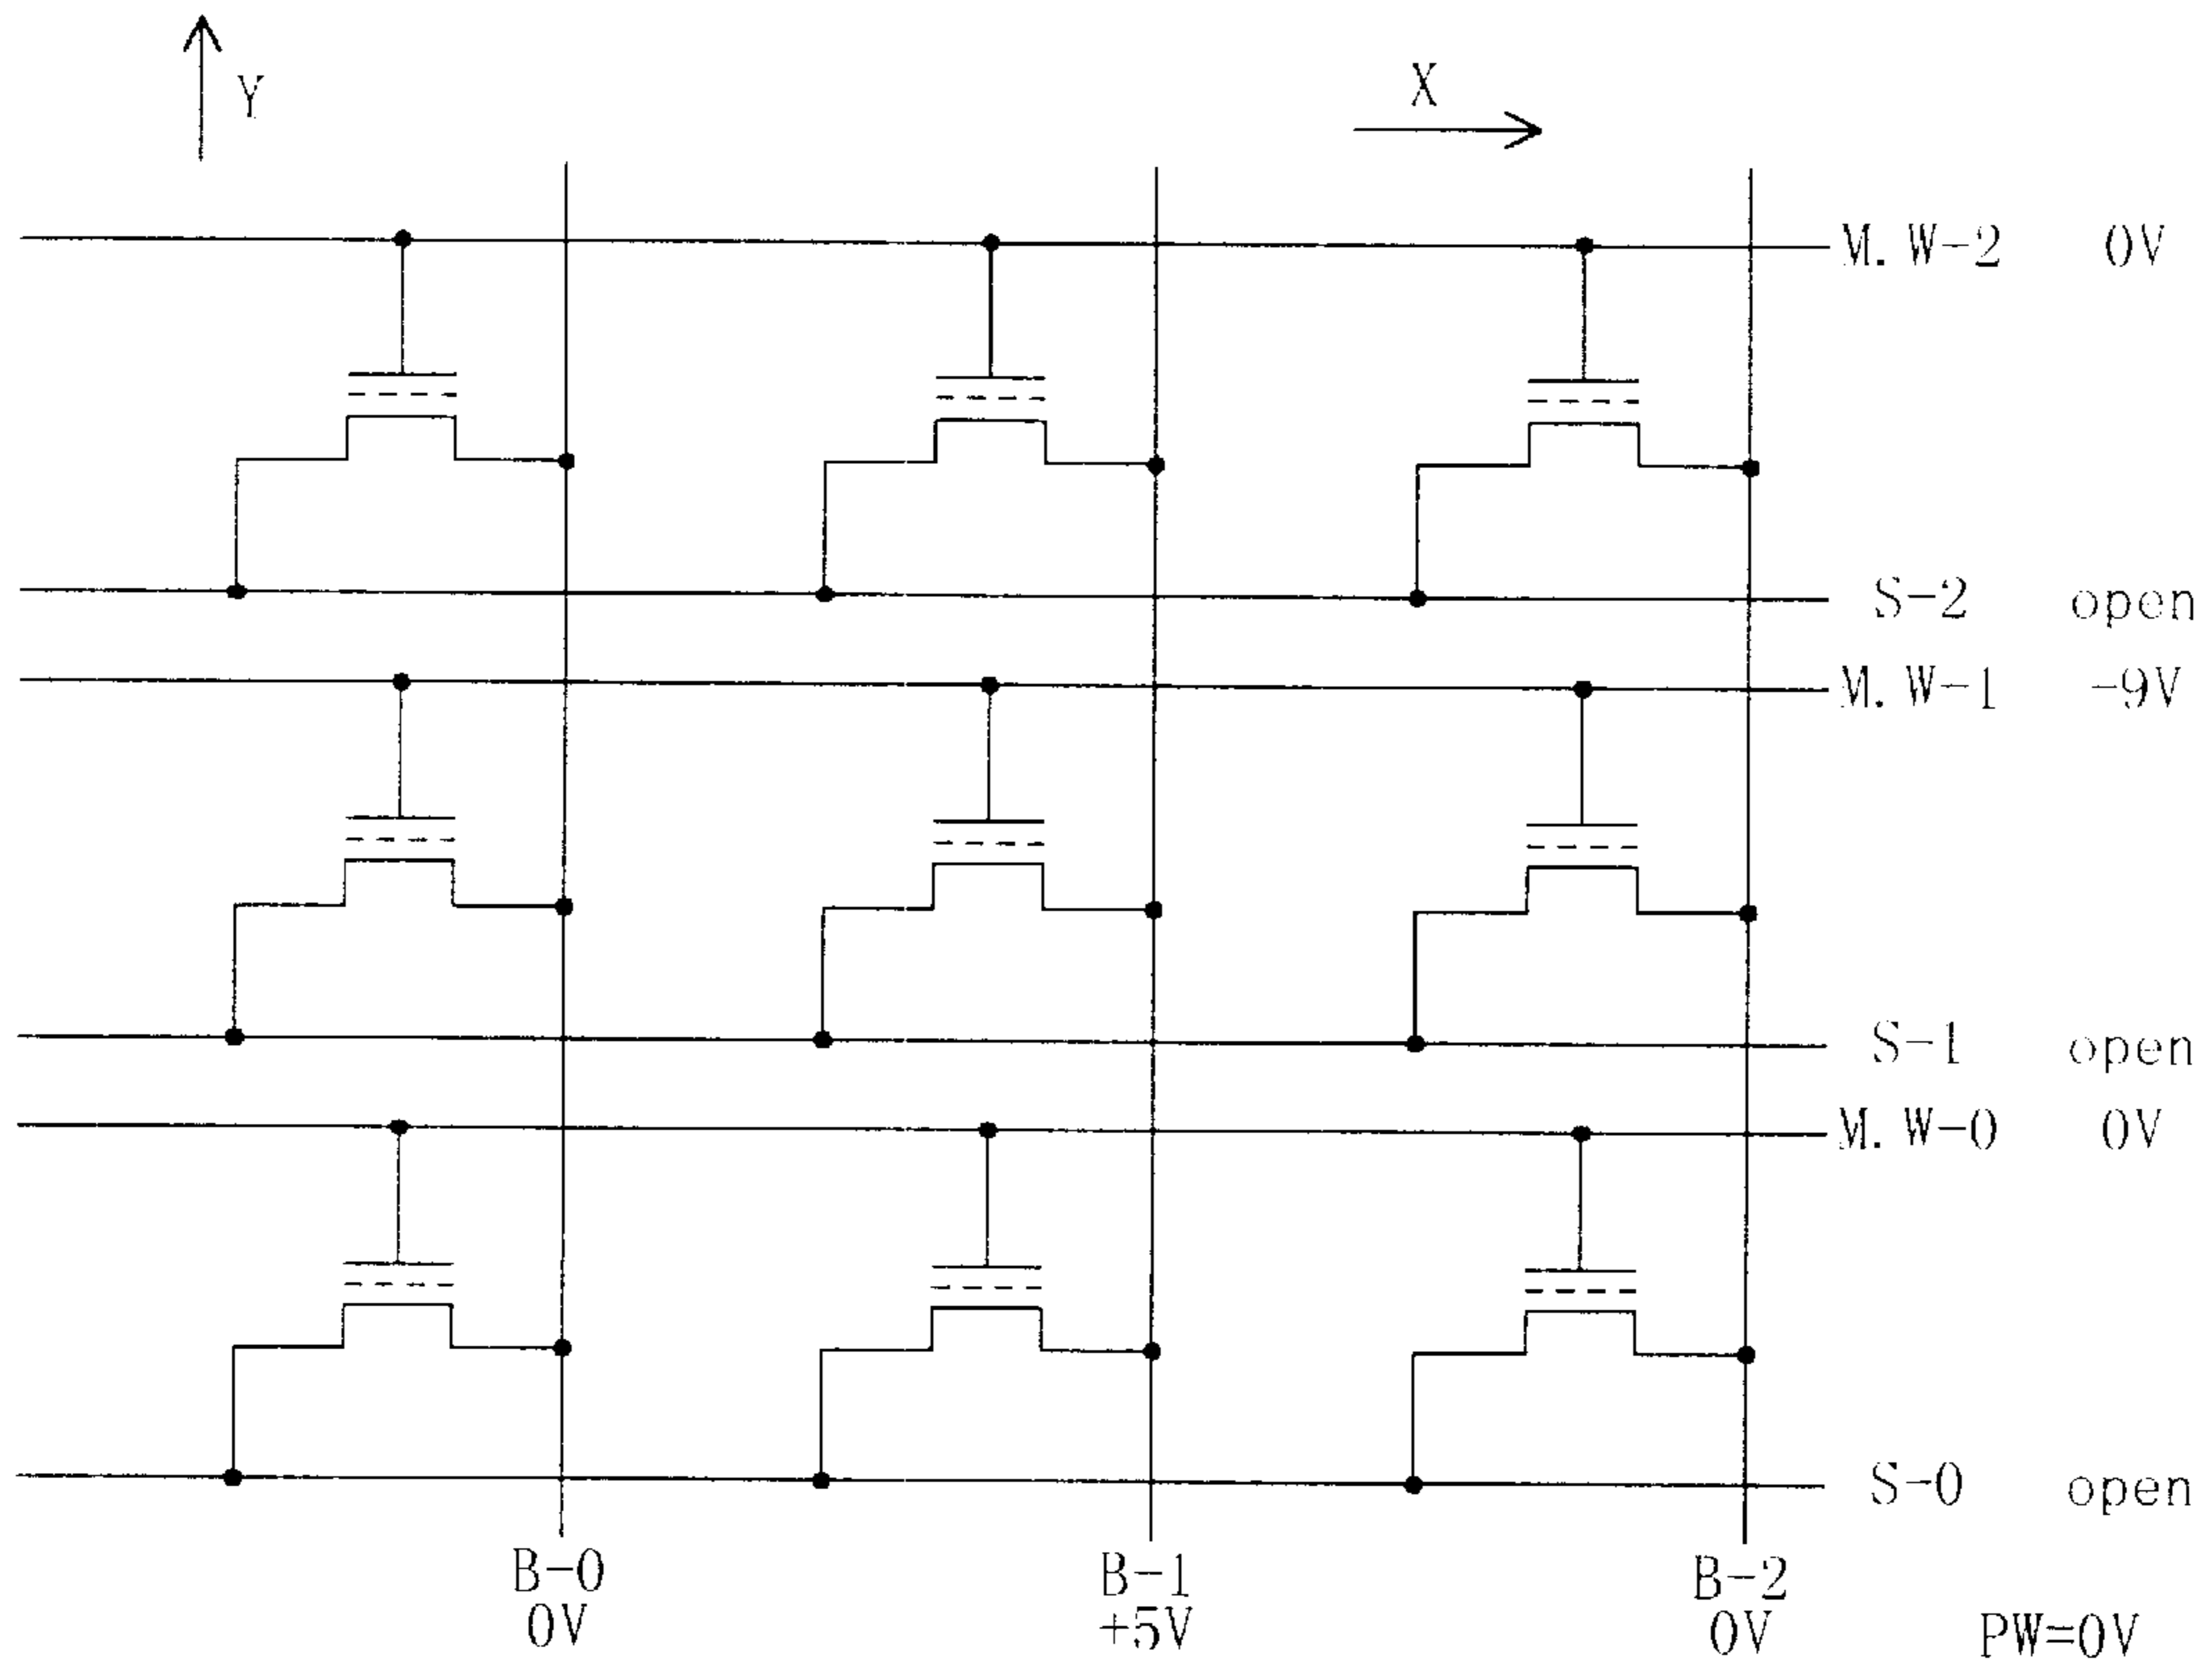 Y
X
M. W-2 0V
S-2 open
M. W-1 -9V
S-1 open
M. W-0 0V
S-0 open
B-0 B-1 B-2
0V +5V 0V PW=0V